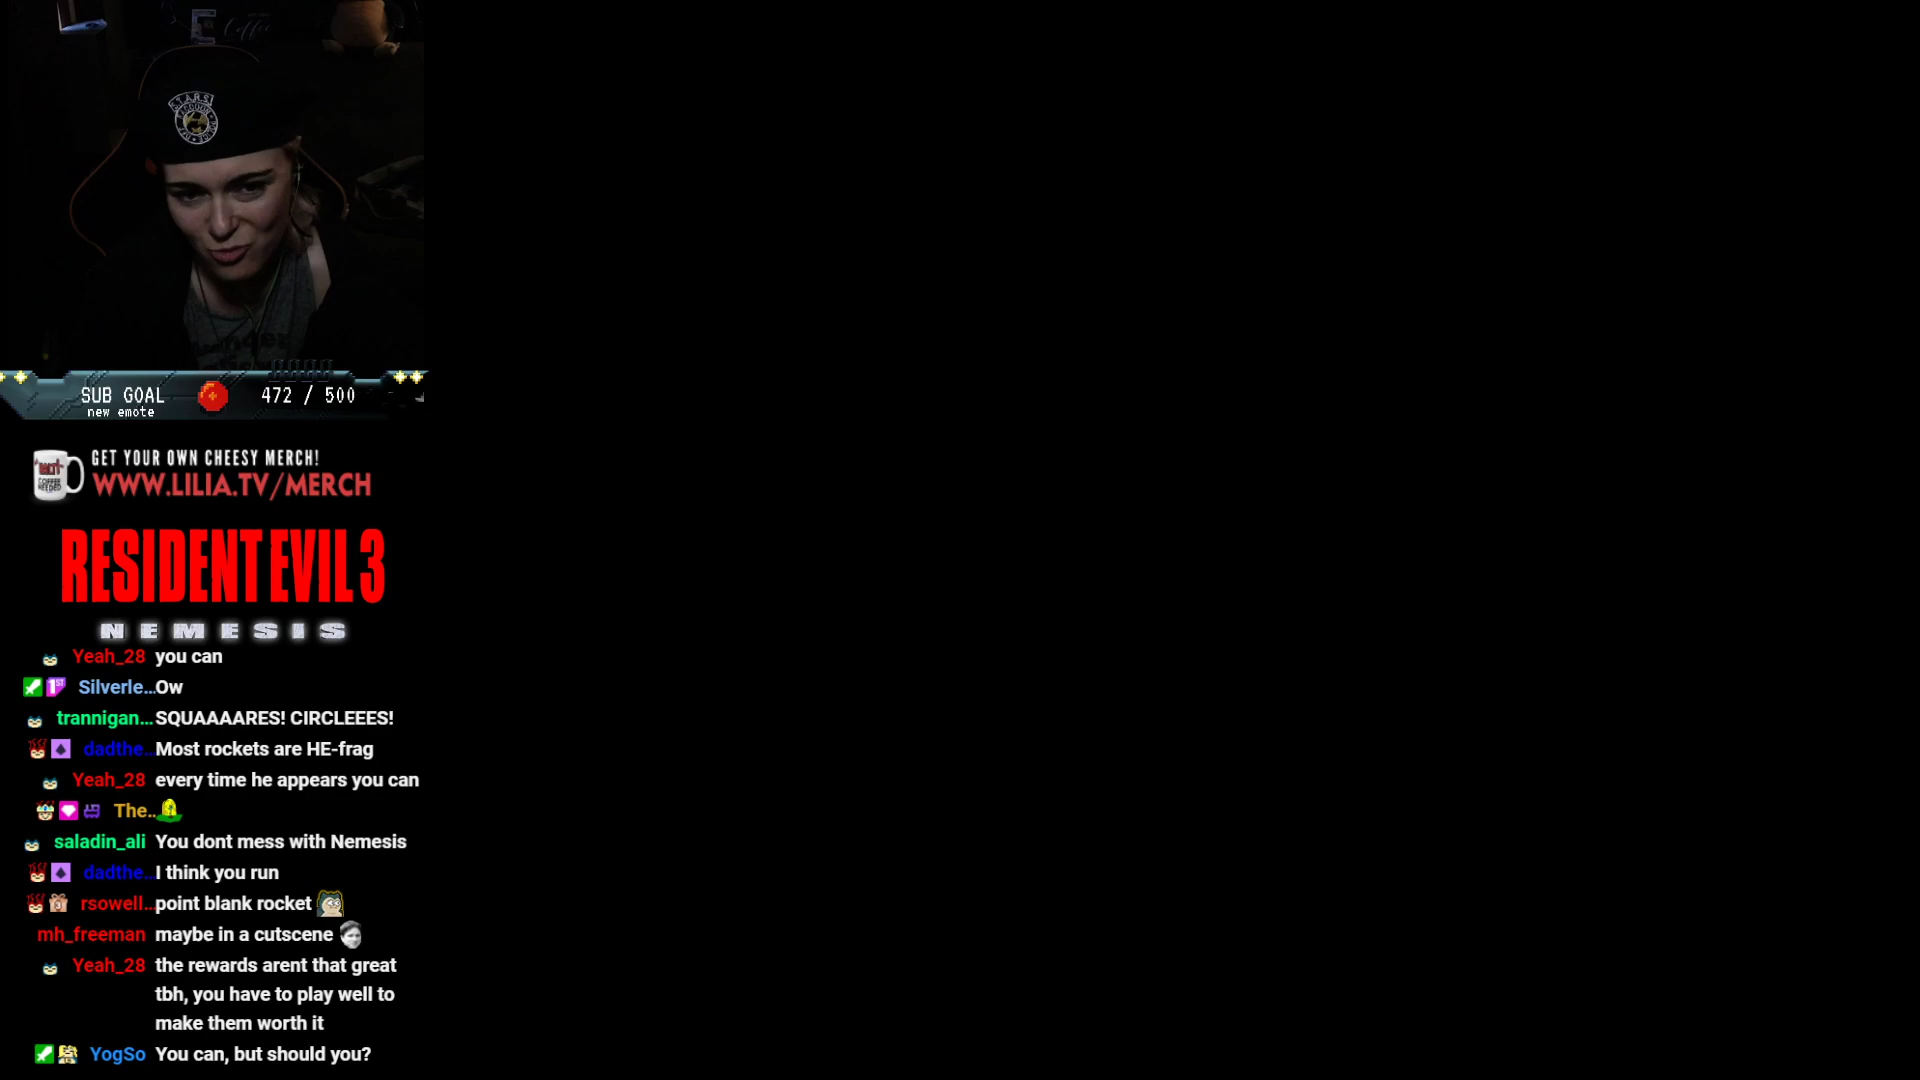 Coffee
S.T.A.R.S.
RACCOON POLICE DEPT
SUB GOAL
472 / 500
new emote
GET YOUR OWN CHEESY MERCH!
WWW.LILIA.TV/MERCH
RESIDENT EVIL 3
NEMESIS
Yeah_28 you can
Silverle... Ow
trannigan... SQUAAAARES! CIRCLEEES!
dadthe... Most rockets are HE-frag
Yeah_28 every time he appears you can
The...
saladin_ali You dont mess with Nemesis
dadthe... I think you run
rsowell... point blank rocket
mh_freeman maybe in a cutscene
Yeah_28 the rewards arent that great
tbh, you have to play well to
make them worth it
YogSo You can, but should you?